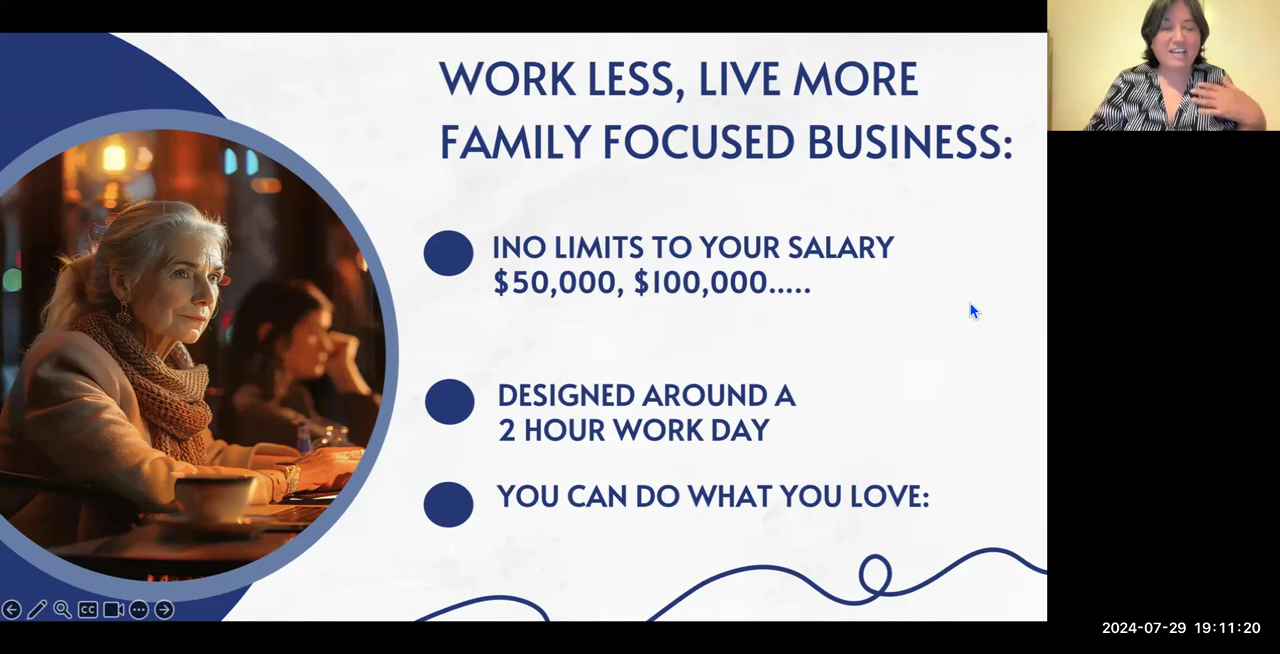 WORK LESS, LIVE MORE
FAMILY FOCUSED BUSINESS:
INO LIMITS TO YOUR SALARY
$50,000, $100,000.....
DESIGNED AROUND A
2 HOUR WORK DAY
YOU CAN DO WHAT YOU LOVE:
CC
2024-07-29 19:11:20